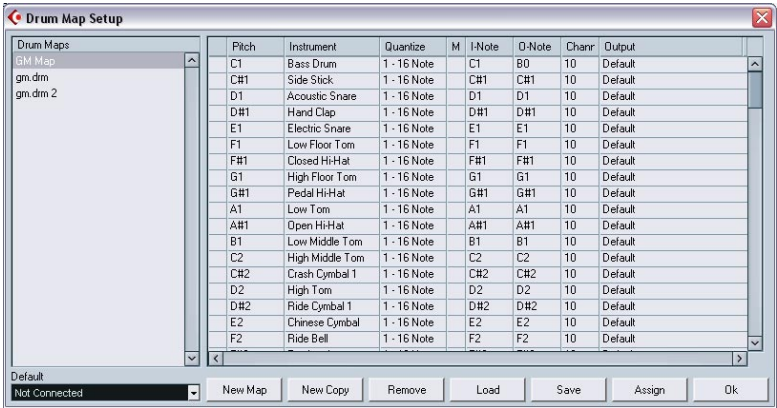 Drum Map Setup
Drum Maps
GM Map
gm.drm
gm.drm 2
Pitch Instrument Quantize M I-Note O-Note Chanr Output
C1 Bass Drum 1 - 16 Note C1 B0 10 Default
C#1 Side Stick 1 - 16 Note C#1 C#1 10 Default
D1 Acoustic Snare 1 - 16 Note D1 D1 10 Default
D#1 Hand Clap 1 - 16 Note D#1 D#1 10 Default
E1 Electric Snare 1 - 16 Note E1 E1 10 Default
F1 Low Floor Tom 1 - 16 Note F1 F1 10 Default
F#1 Closed Hi-Hat 1 - 16 Note F#1 F#1 10 Default
G1 High Floor Tom 1 - 16 Note G1 G1 10 Default
G#1 Pedal Hi-Hat 1 - 16 Note G#1 G#1 10 Default
A1 Low Tom 1 - 16 Note A1 A1 10 Default
A#1 Open Hi-Hat 1 - 16 Note A#1 A#1 10 Default
B1 Low Middle Tom 1 - 16 Note B1 B1 10 Default
C2 High Middle Tom 1 - 16 Note C2 C2 10 Default
C#2 Crash Cymbal 1 1 - 16 Note C#2 C#2 10 Default
D2 High Tom 1 - 16 Note D2 D2 10 Default
D#2 Ride Cymbal 1 1 - 16 Note D#2 D#2 10 Default
E2 Chinese Cymbal 1 - 16 Note E2 E2 10 Default
F2 Ride Bell 1 - 16 Note F2 F2 10 Default
Default
Not Connected
New Map New Copy Remove Load Save Assign Ok